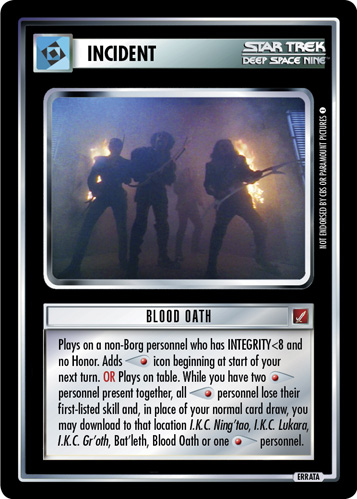 INCIDENT
STAR TREK
DEEP SPACE NINE™
NOT ENDORSED BY CBS OR PARAMOUNT PICTURES
BLOOD OATH
Plays on a non-Borg personnel who has INTEGRITY<8 and
no Honor. Adds icon beginning at start of your
next turn. OR Plays on table. While you have two
personnel present together, all personnel lose their
first-listed skill and, in place of your normal card draw, you
may download to that location I.K.C. Ning'tao, I.K.C. Lukara,
I.K.C. Gr'oth, Bat'leth, Blood Oath or one personnel.
ERRATA